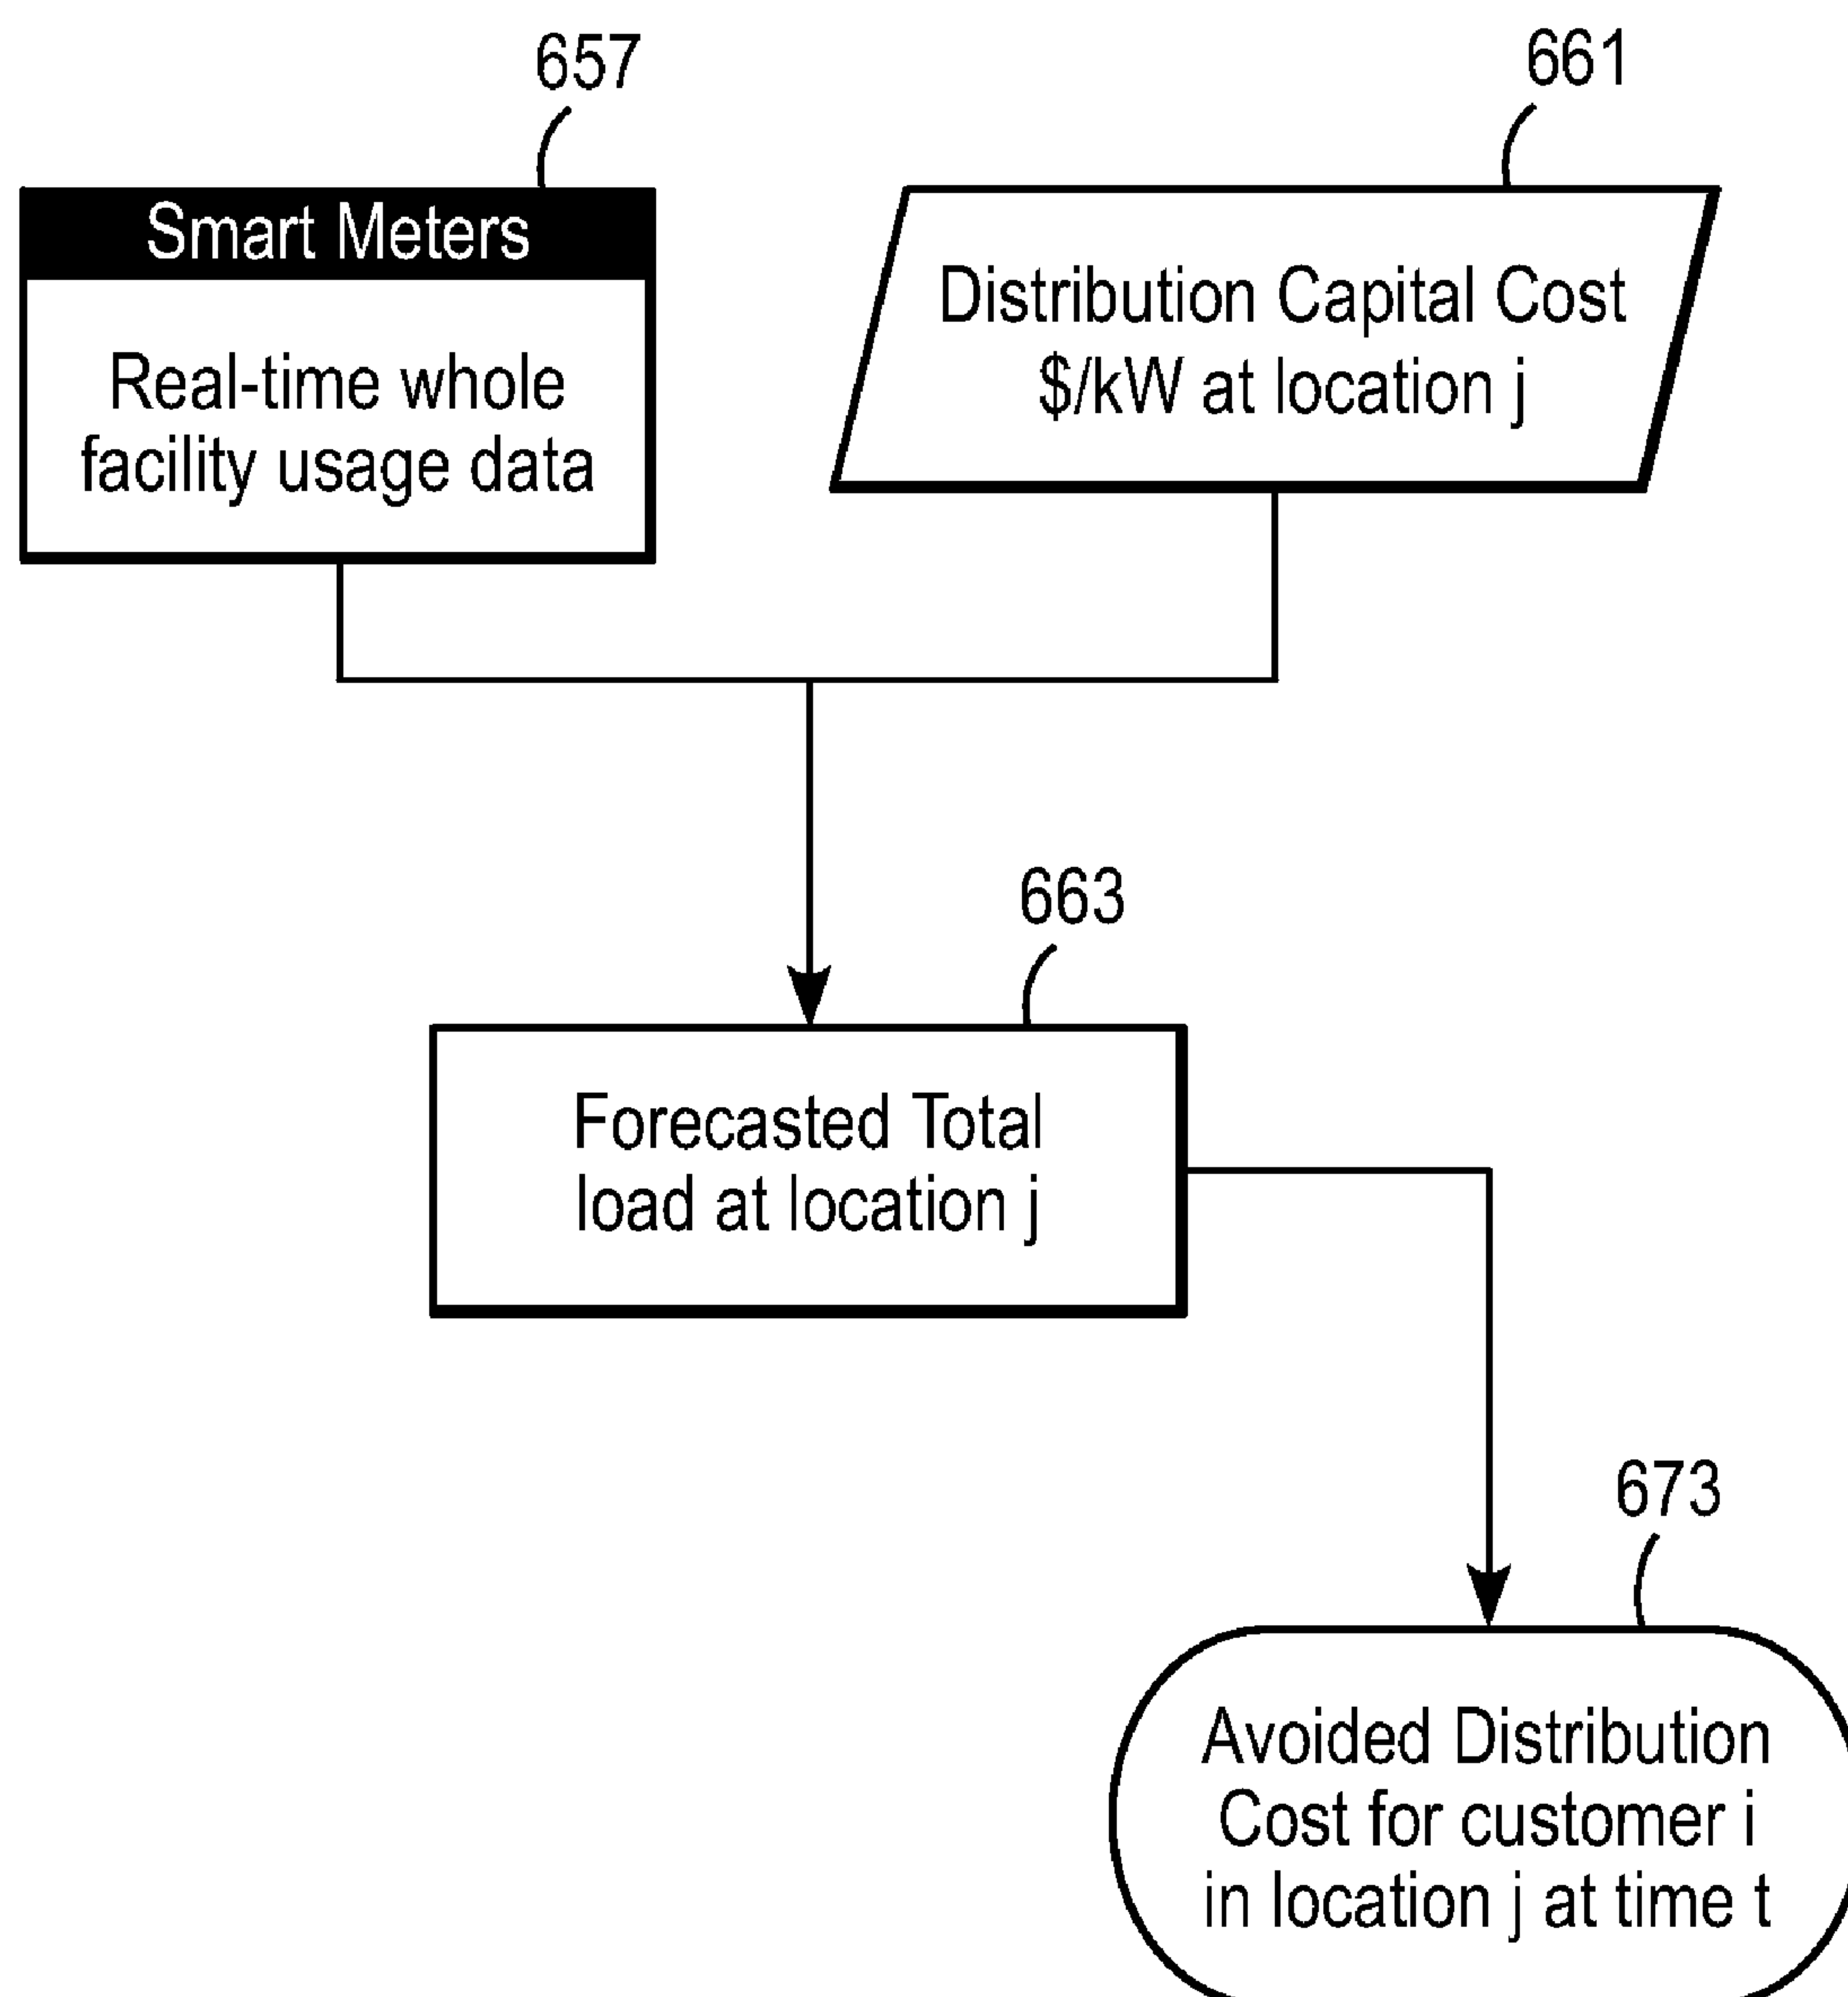 657
661
Smart Meters
Real-time whole
facility usage data
Distribution Capital Cost
$/kW at location j
663
Forecasted Total
load at location j
673
Avoided Distribution
Cost for customer i
in location j at time t